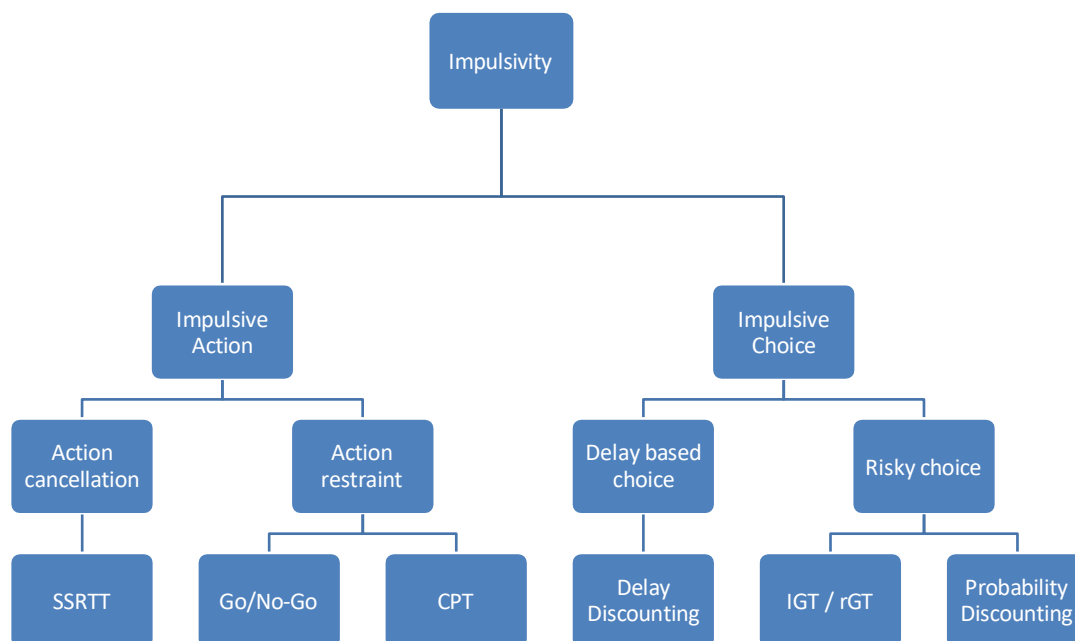 Impulsivity
Impulsive
Action
Impulsive
Choice
Action
cancellation
Action
restraint
Delay based
choice
Risky choice
SSRTT
Go/No-Go
CPT
Delay
Discounting
IGT / rGT
Probability
Discounting